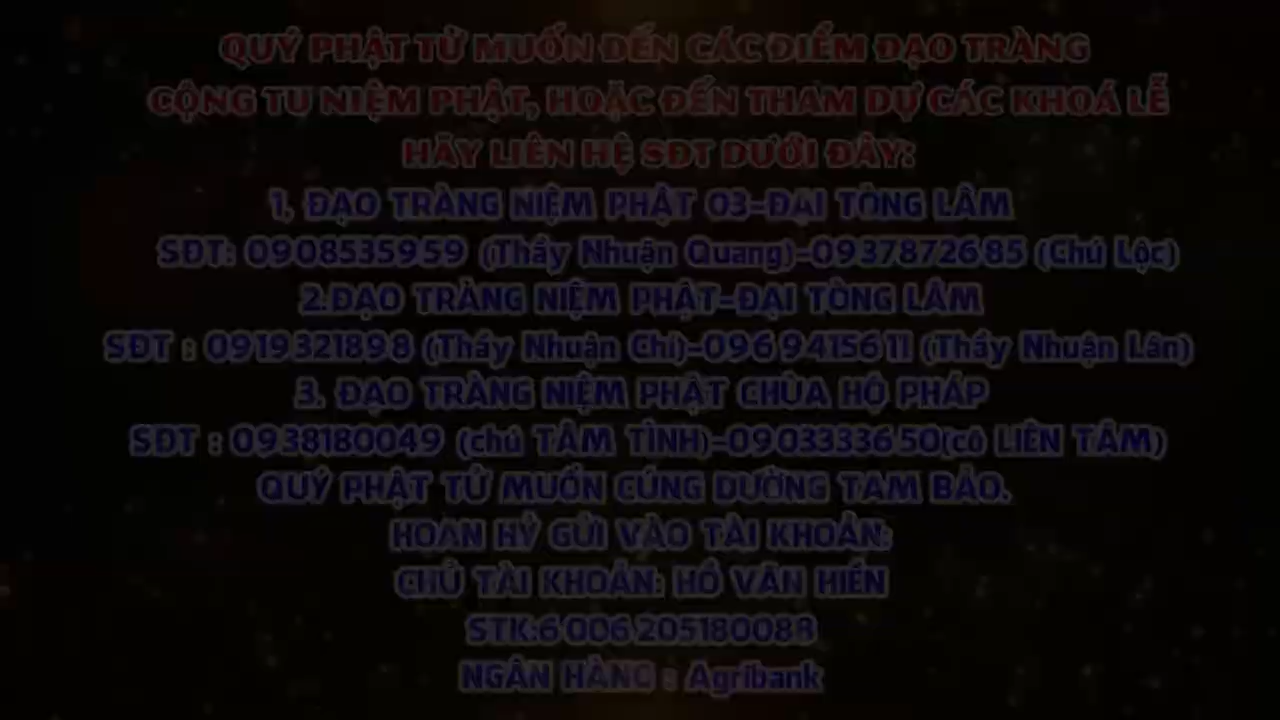 QUÝ PHẬT TỬ MUỐN ĐẾN CÁC ĐIỂM ĐẠO TRÀNG
CỘNG TU NIỆM PHẬT, HOẶC ĐẾN THAM DỰ CÁC KHOÁ LỄ
HÃY LIÊN HỆ SĐT DƯỚI ĐÂY:
1. ĐẠO TRÀNG NIỆM PHẬT 03-ĐẠI TÒNG LÂM
SĐT: 0908535959 (Thầy Nhuận Quang)-0937872685 (Chú Lộc)
2.ĐẠO TRÀNG NIỆM PHẬT-ĐẠI TÒNG LÂM
SĐT : 0919321898 (Thầy Nhuận Chí)-0969415611 (Thầy Nhuận Lân)
3. ĐẠO TRÀNG NIỆM PHẬT CHÙA HỘ PHÁP
SĐT : 0938180049 (chú TÂM TÌNH)-0903333650(cô LIÊN TÂM)
QUÝ PHẬT TỬ MUỐN CÚNG DƯỜNG TAM BẢO.
HOAN HỶ GỬI VÀO TÀI KHOẢN:
CHỦ TÀI KHOẢN: HỒ VĂN HIỀN
STK:6006205180088
NGÂN HÀNG : Agribank